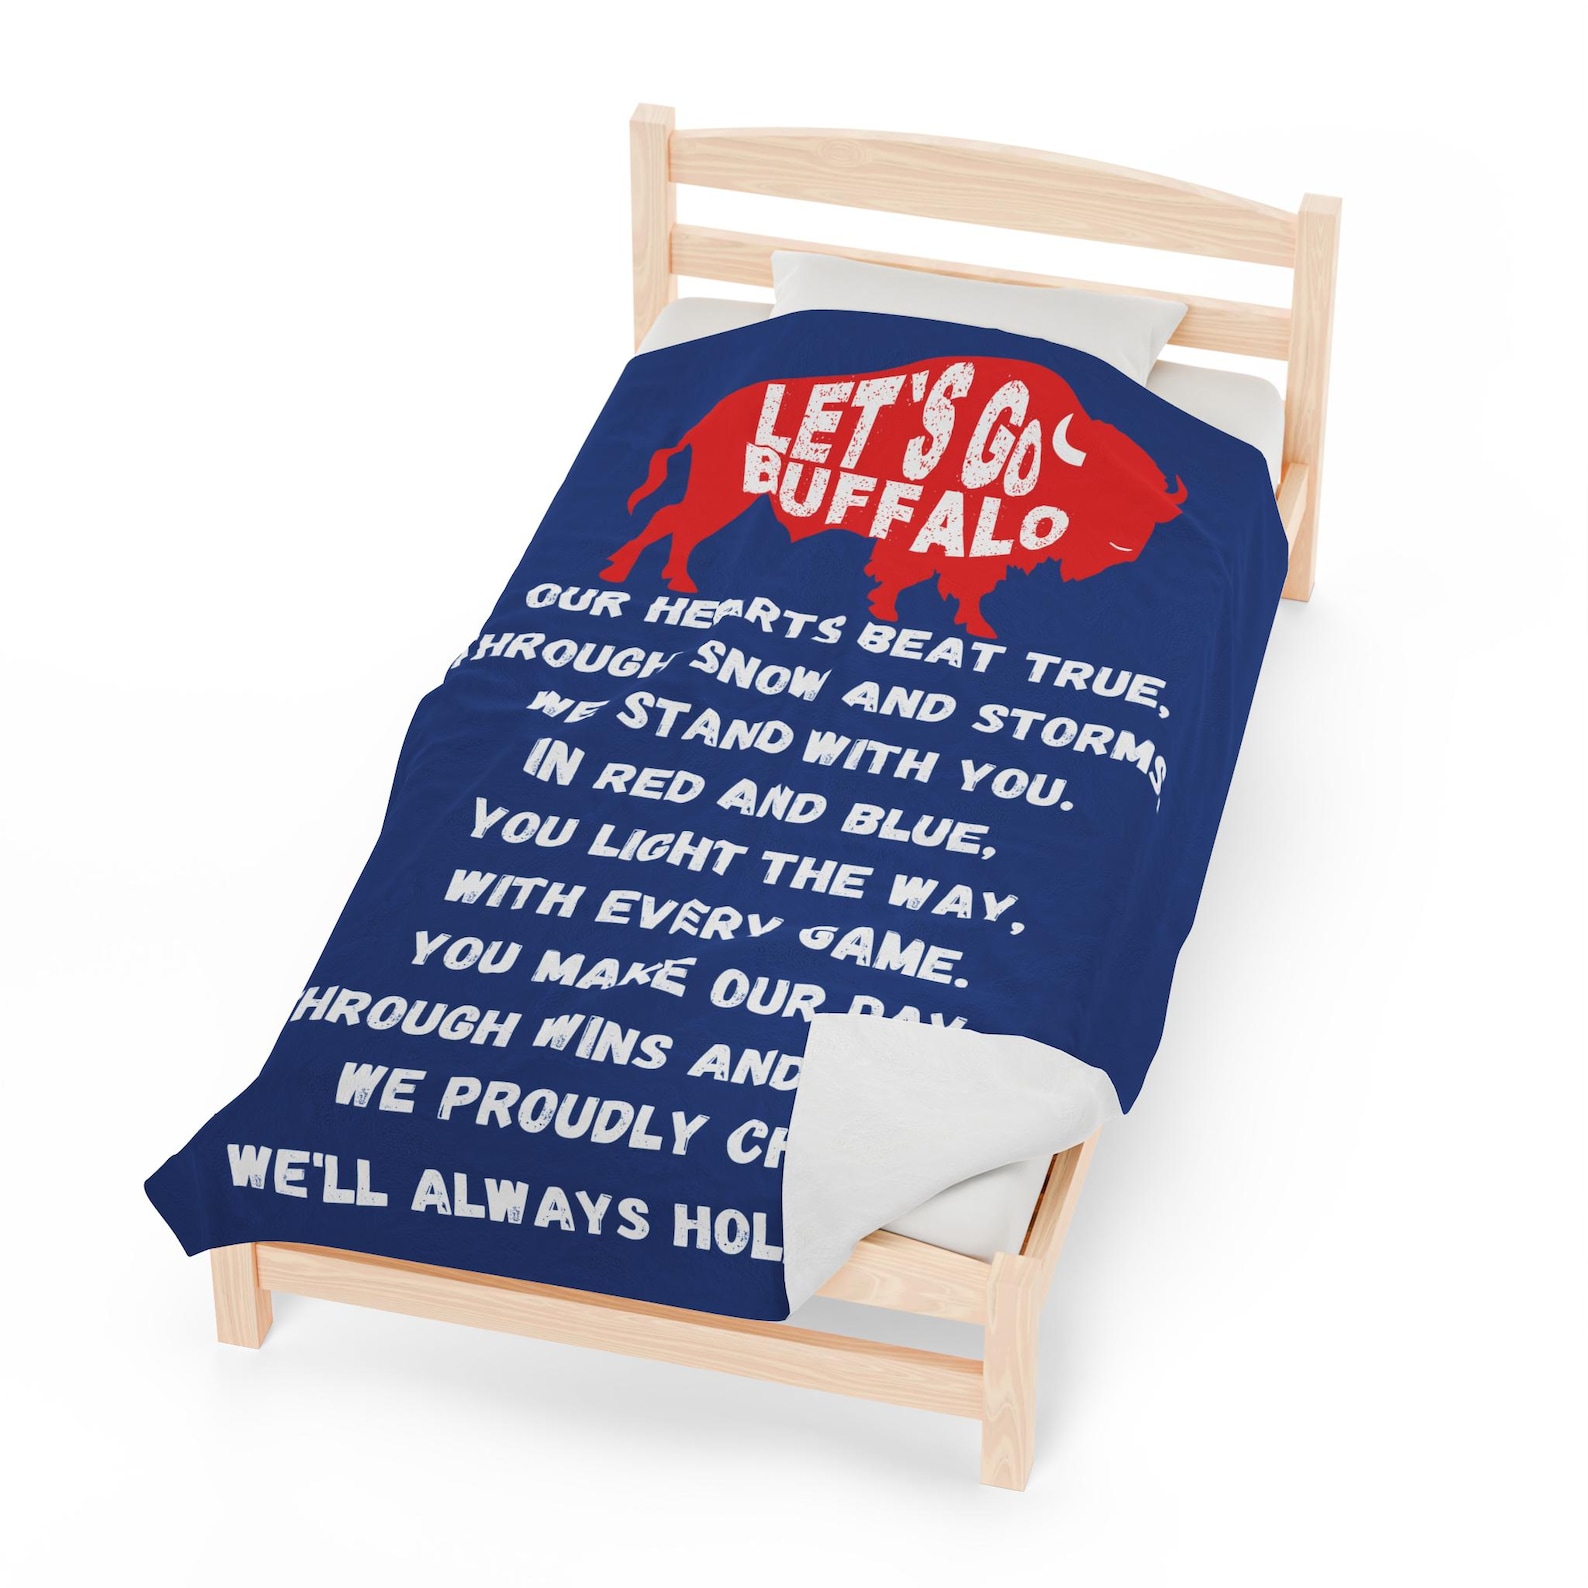 LET'S GO
BUFFALO
OUR HEARTS BEAT TRUE,
THROUGH SNOW AND STORMS,
WE STAND WITH YOU.
IN RED AND BLUE,
YOU LIGHT THE WAY,
WITH EVERY GAME.
YOU MAKE OUR DAY
THROUGH WINS AND
WE PROUDLY
WE'LL ALWAYS